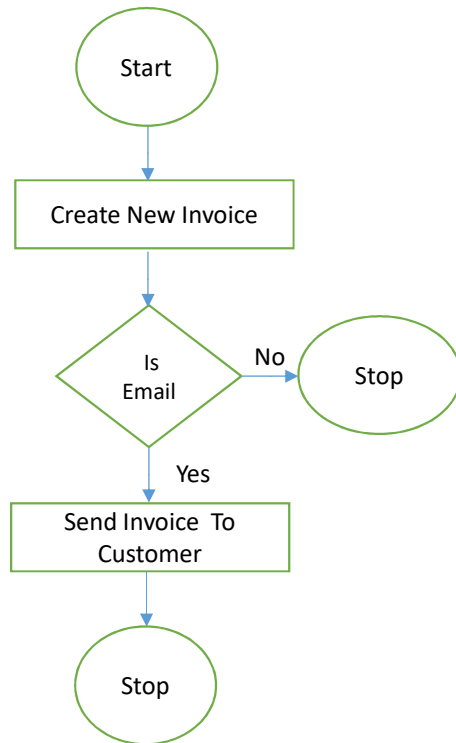 Start
Create New Invoice
Is
Email
No
Stop
Yes
Send Invoice To
Customer
Stop